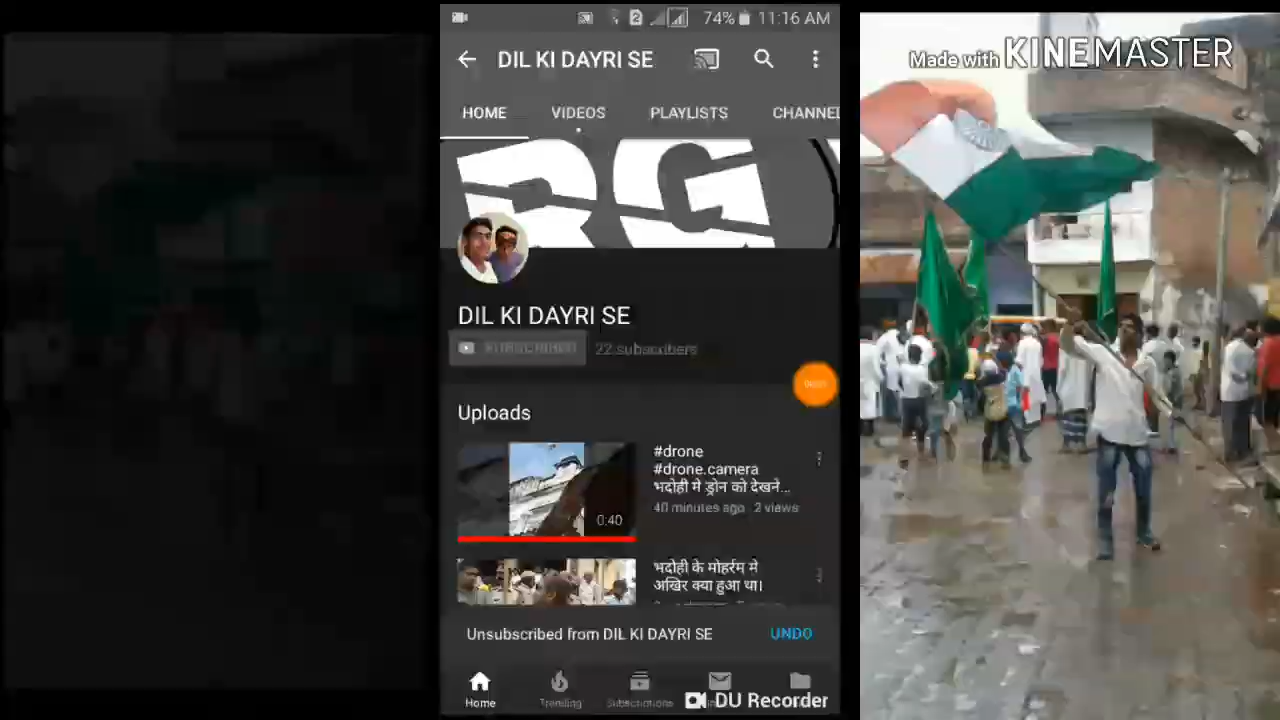 74% 11:16 AM
DIL KI DAYRI SE
HOME VIDEOS PLAYLISTS CHANNEL
RG
DIL KI DAYRI SE
22 subscribers
Uploads
#drone
#drone.camera
भदोही मे ड्रोन को देखने...
40 minutes ago 2 views
0:40
भदोही के मोहर्रम मे
अखिर क्या हुआ था।
Unsubscribed from DIL KI DAYRI SE UNDO
Home Trending Subscriptions
DU Recorder
Made with KINEMASTER